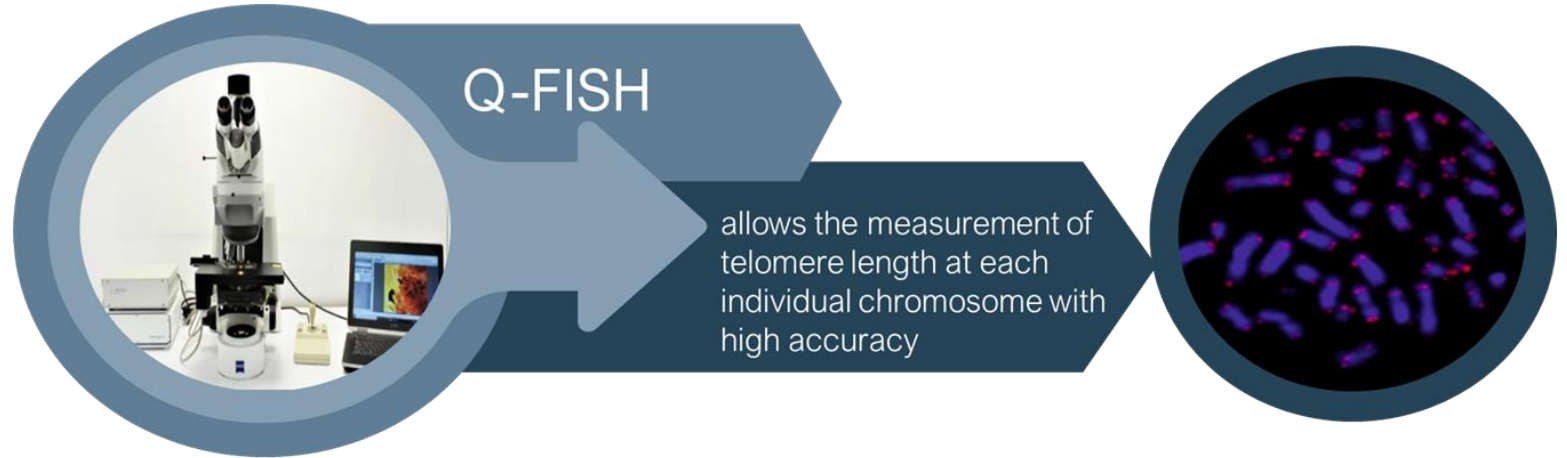 Q-FISH
allows the measurement of
telomere length at each
individual chromosome with
high accuracy